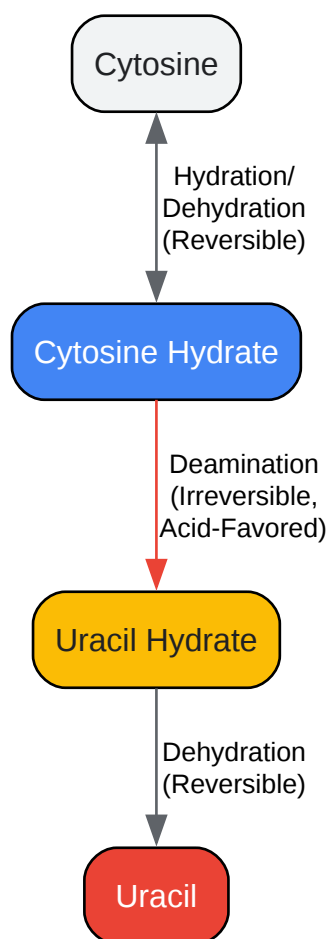 Cytosine
Hydration/
Dehydration
(Reversible)
Cytosine Hydrate
Deamination
(Irreversible,
Acid-Favored)
Uracil Hydrate
Dehydration
(Reversible)
Uracil